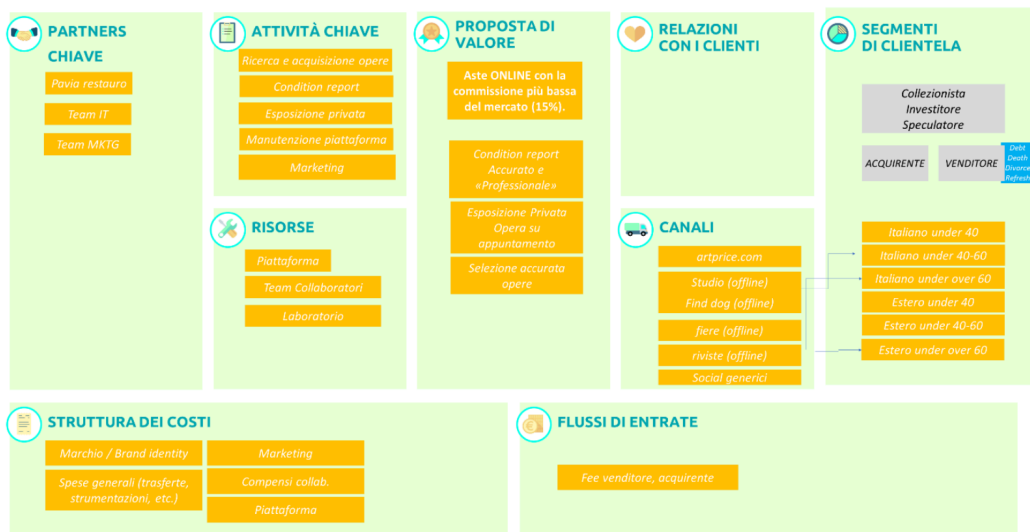 PARTNERS
CHIAVE
Pavia restauro
Team IT
Team MKTG
ATTIVITÀ CHIAVE
Ricerca e acquisizione opere
Condition report
Esposizione privata
Manutenzione piattaforma
Marketing
RISORSE
Piattaforma
Team Collaboratori
Laboratorio
PROPOSTA DI
VALORE
Aste ONLINE con la
commissione più bassa
del mercato (15%).
Condition report
Accurato e
«Professionale»
Esposizione Privata
Opera su
appuntamento
Selezione accurata
opere
RELAZIONI
CON I CLIENTI
CANALI
artprice.com
Studio (offline)
Find dog (offline)
fiere (offline)
riviste (offline)
Social generici
SEGMENTI
DI CLIENTELA
Collezionista
Investitore
Speculatore
ACQUIRENTE
VENDITORE
Debt
Death
Divorce
Refresh
Italiano under 40
Italiano under 40-60
Italiano under over 60
Estero under 40
Estero under 40-60
Estero under over 60
STRUTTURA DEI COSTI
Marchio / Brand identity
Spese generali (trasferte,
strumentazioni, etc.)
Marketing
Compensi collab.
Piattaforma
FLUSSI DI ENTRATE
Fee venditore, acquirente